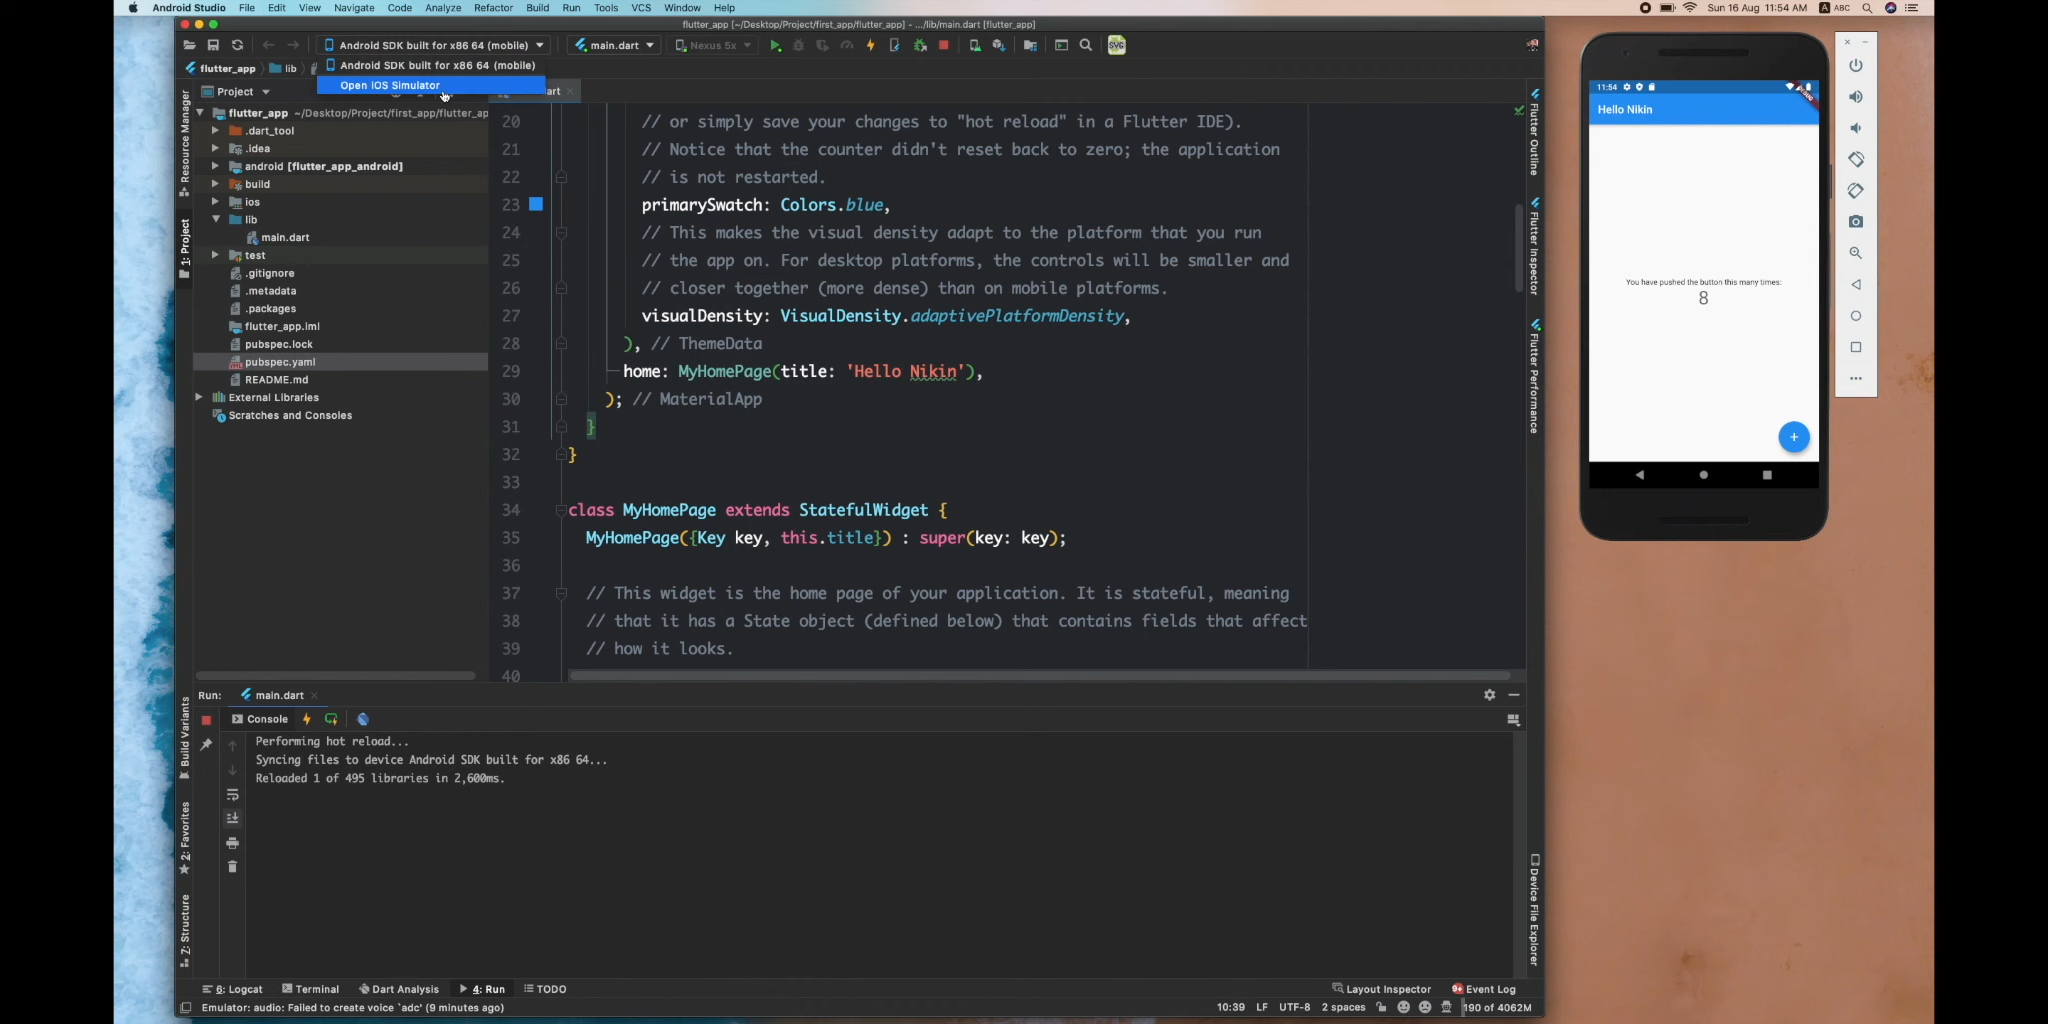 Android Studio File Edit View Navigate Code Analyze Refactor Build Run Tools VCS Window Help Sun 16 Aug 11:54 AM A ABC
flutter_app [~/Desktop/Project/first_app/flutter_app] - .../lib/main.dart [flutter_app]
Android SDK built for x86 64 (mobile) main.dart Nexus 5x SVG
flutter_app lib Android SDK built for x86 64 (mobile)
Open iOS Simulator
Project art
flutter_app ~/Desktop/Project/first_app/flutter_ap
.dart_tool
.idea
android [flutter_app_android]
build
ios
lib
main.dart
test
.gitignore
.metadata
.packages
flutter_app.iml
pubspec.lock
pubspec.yaml
README.md
External Libraries
Scratches and Consoles
Resource Manager
1: Project
Build Variants
2: Favorites
Z: Structure
20 // or simply save your changes to "hot reload" in a Flutter IDE).
21 // Notice that the counter didn't reset back to zero; the application
22 // is not restarted.
23 primarySwatch: Colors.blue,
24 // This makes the visual density adapt to the platform that you run
25 // the app on. For desktop platforms, the controls will be smaller and
26 // closer together (more dense) than on mobile platforms.
27 visualDensity: VisualDensity.adaptivePlatformDensity,
28 ), // ThemeData
29 home: MyHomePage(title: 'Hello Nikin'),
30 ); // MaterialApp
31 }
32 }
33
34 class MyHomePage extends StatefulWidget {
35 MyHomePage({Key key, this.title}) : super(key: key);
36
37 // This widget is the home page of your application. It is stateful, meaning
38 // that it has a State object (defined below) that contains fields that affect
39 // how it looks.
40
Flutter Outline
Flutter Inspector
Flutter Performance
Device File Explorer
Run: main.dart
Console
Performing hot reload...
Syncing files to device Android SDK built for x86 64...
Reloaded 1 of 495 libraries in 2,600ms.
6: Logcat Terminal Dart Analysis 4: Run TODO Layout Inspector Event Log
Emulator: audio: Failed to create voice `adc' (9 minutes ago) 10:39 LF UTF-8 2 spaces 190 of 4062M
11:54
Hello Nikin
You have pushed the button this many times:
8